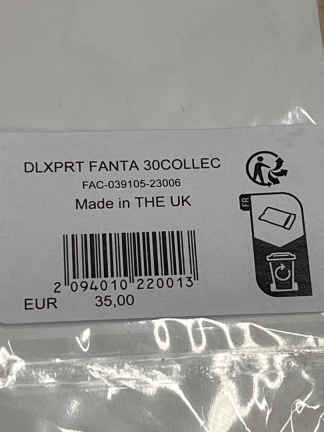 DLXPRT FANTA 30COLLEC
FAC-039105-23006
Made in THE UK
FR
2 094010 220013
EUR 35,00